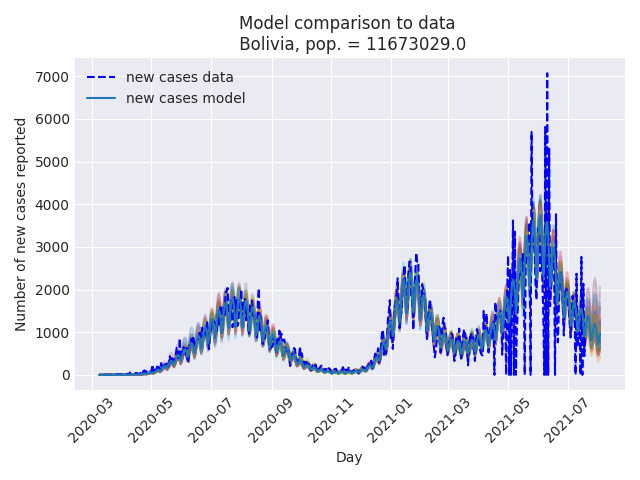 Model comparison to data
Bolivia, pop. = 11673029.0
new cases data
new cases model
Number of new cases reported
7000
6000
5000
4000
3000
2000
1000
0
2020-03
2020-05
2020-07
2020-09
2020-11
2021-01
2021-03
2021-05
2021-07
Day